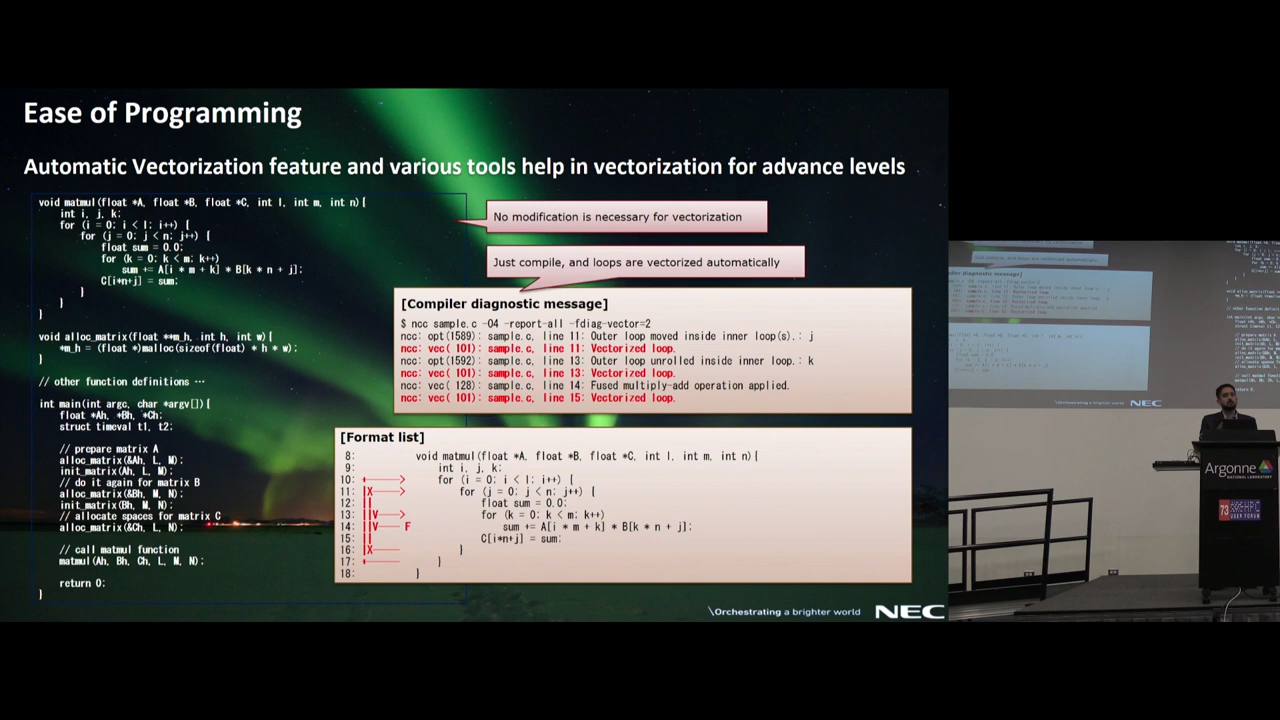 Ease of Programming
Automatic Vectorization feature and various tools help in vectorization for advance levels
void matmul(float *A, float *B, float *C, int l, int m, int n){
int i, j, k;
for (i = 0; i < l; i++) {
for (j = 0; j < n; j++) {
float sum = 0.0;
for (k = 0; k < m; k++)
sum += A[i * m + k] * B[k * n + j];
C[i*n+j] = sum;
}
}
}
void alloc_matrix(float **m_h, int h, int w){
*m_h = (float *)malloc(sizeof(float) * h * w);
}
// other function definitions …
int main(int argc, char *argv[]){
float *Ah, *Bh, *Ch;
struct timeval t1, t2;
// prepare matrix A
alloc_matrix(&Ah, L, M);
init_matrix(Ah, L, M);
// do it again for matrix B
alloc_matrix(&Bh, M, N);
init_matrix(Bh, M, N);
// allocate spaces for matrix C
alloc_matrix(&Ch, L, N);
// call matmul function
matmul(Ah, Bh, Ch, L, M, N);
return 0;
}
No modification is necessary for vectorization
Just compile, and loops are vectorized automatically
[Compiler diagnostic message]
$ ncc sample.c -O4 -report-all -fdiag-vector=2
ncc: opt(1589): sample.c, line 11: Outer loop moved inside inner loop(s).: j
ncc: vec( 101): sample.c, line 11: Vectorized loop.
ncc: opt(1592): sample.c, line 13: Outer loop unrolled inside inner loop.: k
ncc: vec( 101): sample.c, line 13: Vectorized loop.
ncc: vec( 128): sample.c, line 14: Fused multiply-add operation applied.
ncc: vec( 101): sample.c, line 15: Vectorized loop.
[Format list]
8: void matmul(float *A, float *B, float *C, int l, int m, int n){
9: int i, j, k;
10: +------> for (i = 0; i < l; i++) {
11: |X-----> for (j = 0; j < n; j++) {
12: || float sum = 0.0;
13: ||V----> for (k = 0; k < m; k++)
14: ||V---- F sum += A[i * m + k] * B[k * n + j];
15: || C[i*n+j] = sum;
16: |X----- }
17: +------ }
18: }
\Orchestrating a brighter world NEC
Argonne
NATIONAL LABORATORY
73
HPC
USER FORUM